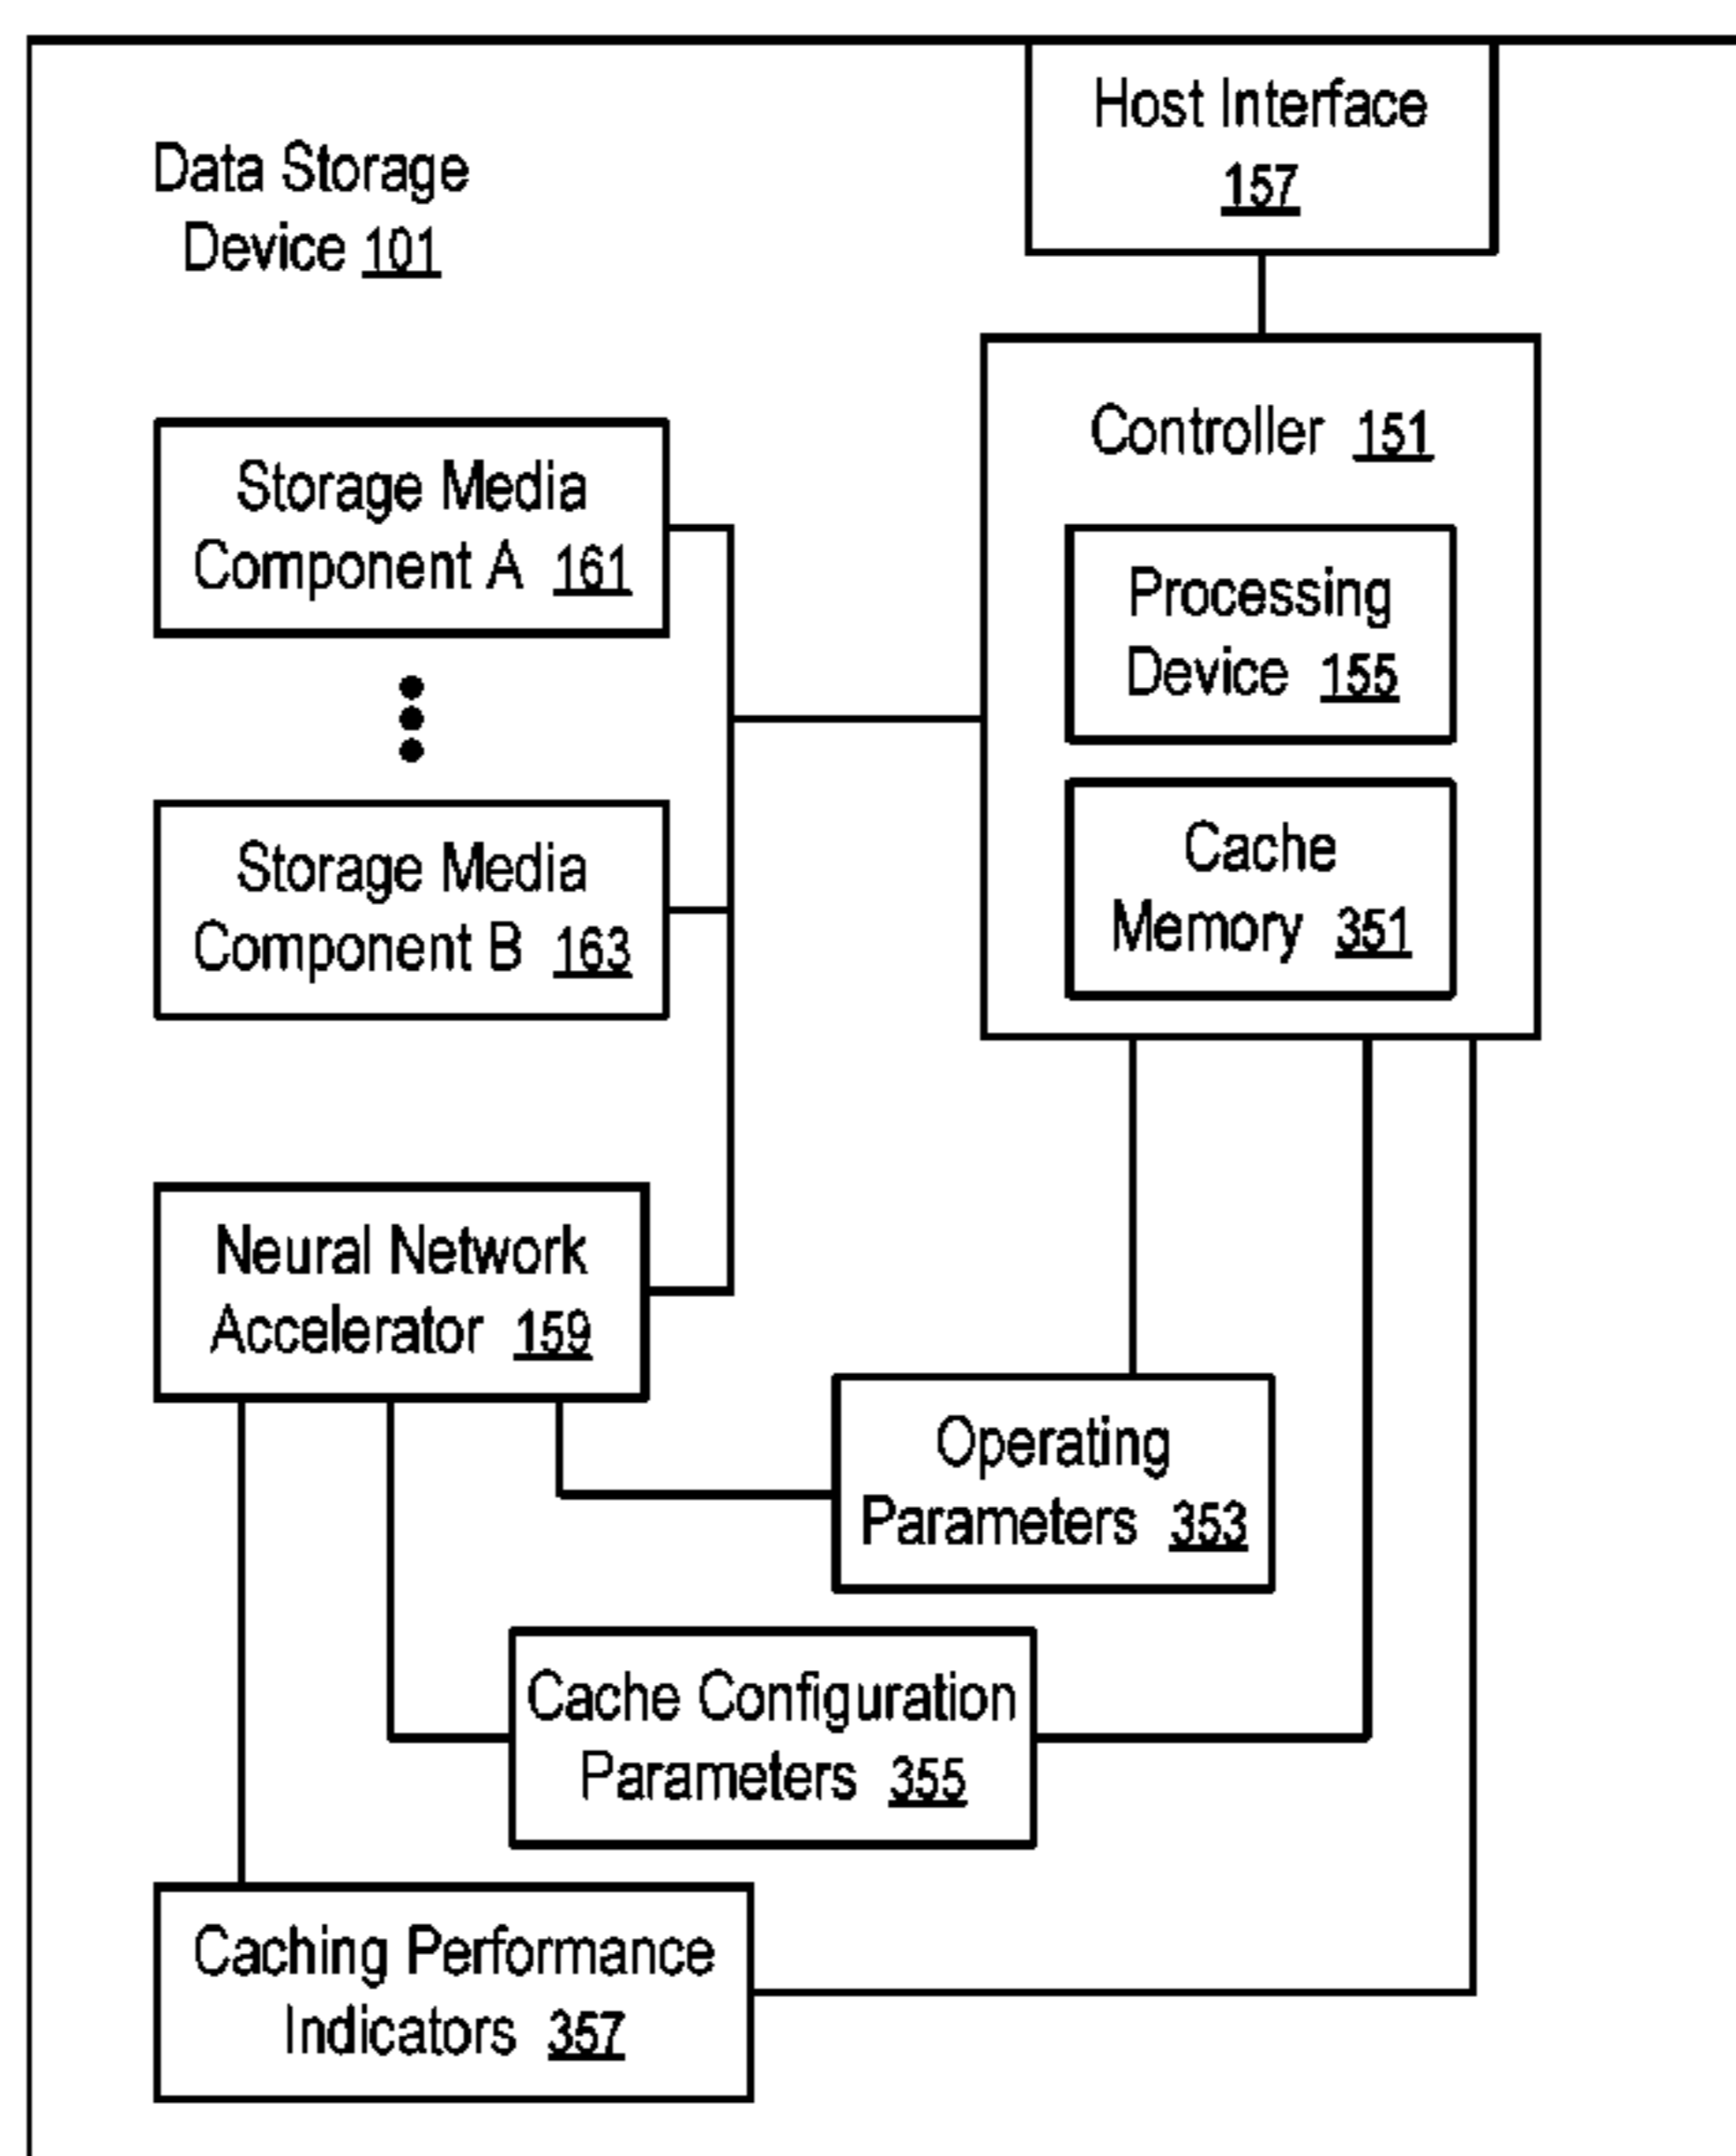 Host Interface
157
Data Storage
Device 101
Controller 151
Storage Media
Component A 161
Processing
Device 155
Cache
Memory 351
Storage Media
Component B 163
Neural Network
Accelerator 159
Operating
Parameters 353
Cache Configuration
Parameters 355
Caching Performance
Indicators 357